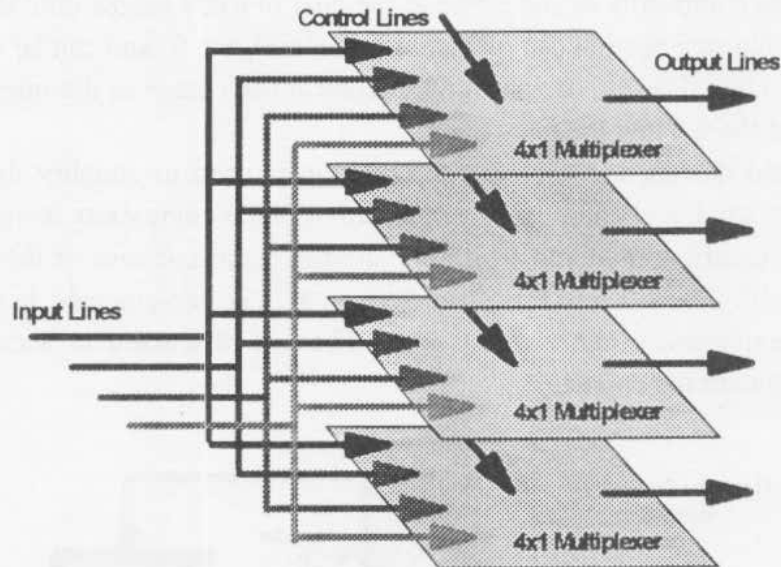 Control Lines
Output Lines
4x1 Multiplexer
4x1 Multiplexer
Input Lines
4x1 Multiplexer
4x1 Multiplexer